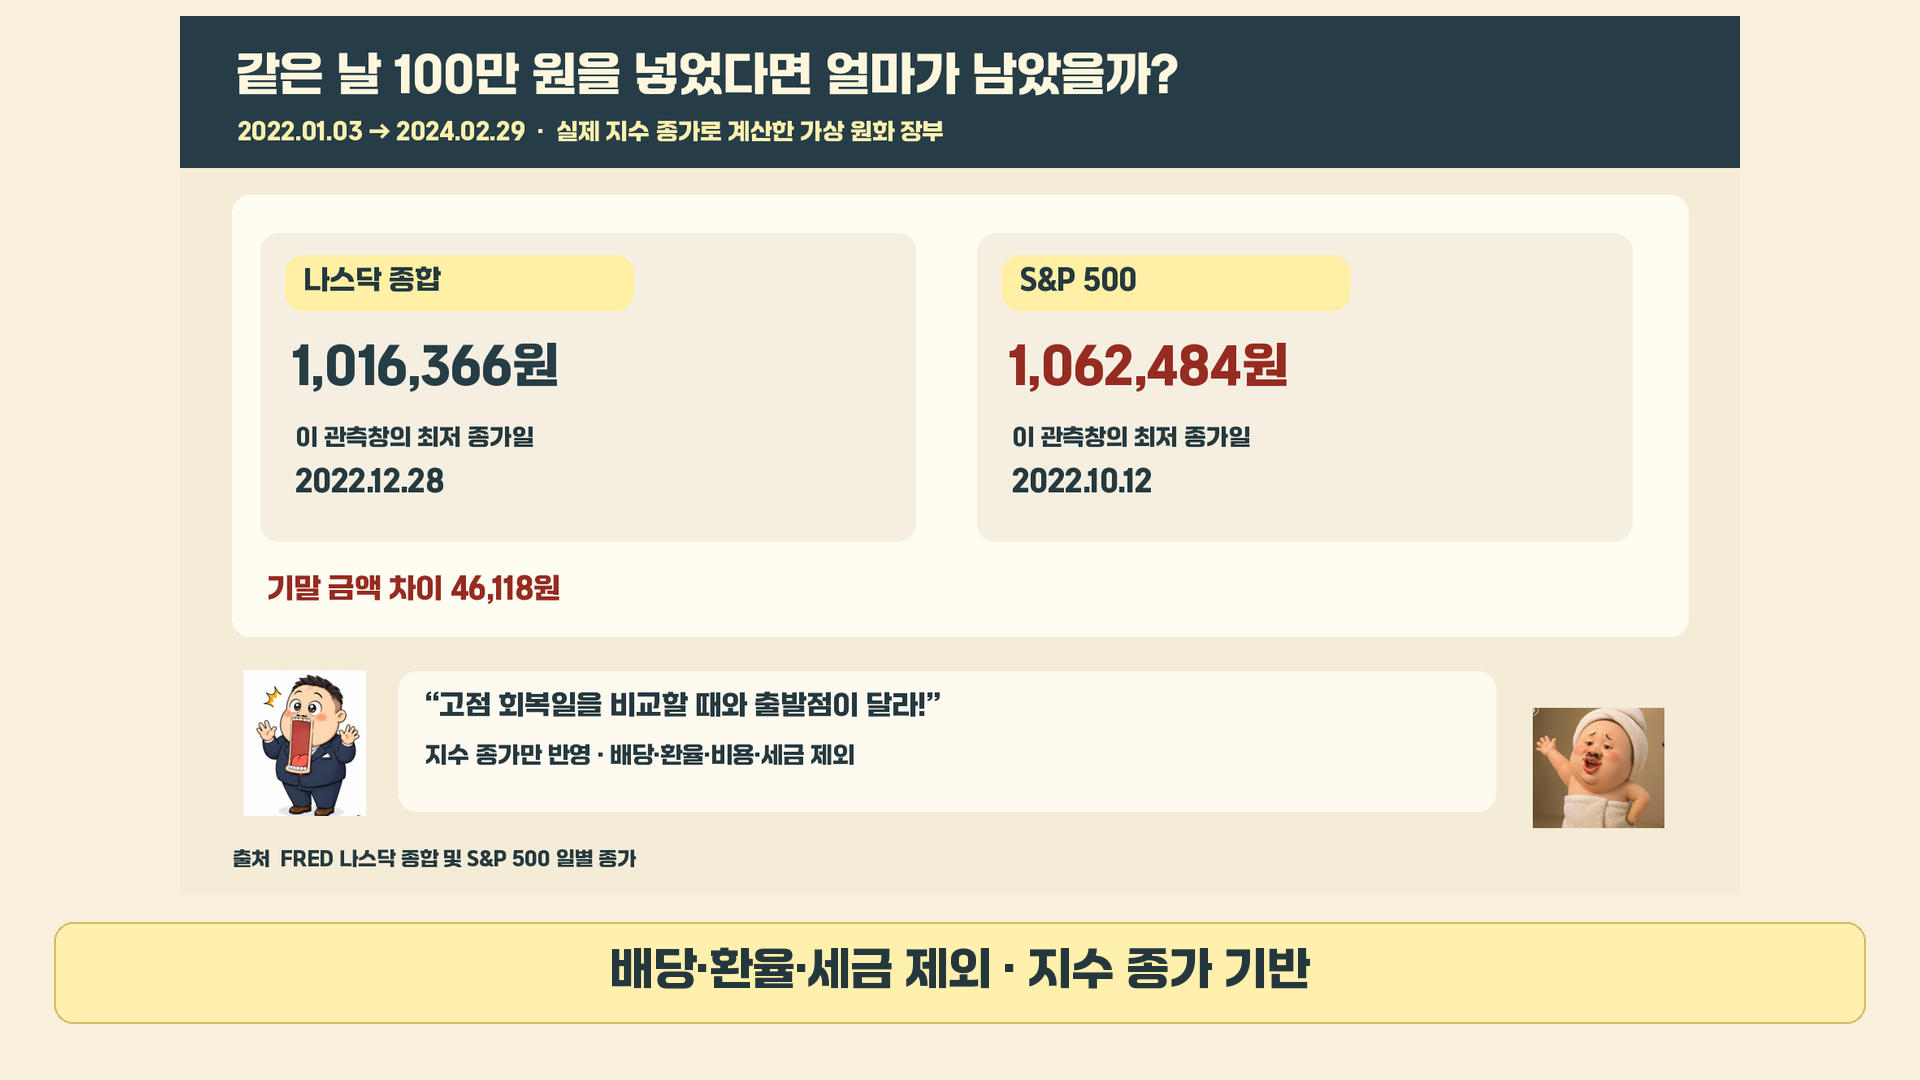 같은 날 100만 원을 넣었다면 얼마가 남았을까?
2022.01.03 → 2024.02.29 · 실제 지수 종가로 계산한 가상 원화 장부
나스닥 종합
1,016,366원
이 관측창의 최저 종가일
2022.12.28
S&P 500
1,062,484원
이 관측창의 최저 종가일
2022.10.12
기말 금액 차이 46,118원
“고점 회복일을 비교할 때와 출발점이 달라!”
지수 종가만 반영 · 배당·환율·비용·세금 제외
출처 FRED 나스닥 종합 및 S&P 500 일별 종가
배당·환율·세금 제외 · 지수 종가 기반